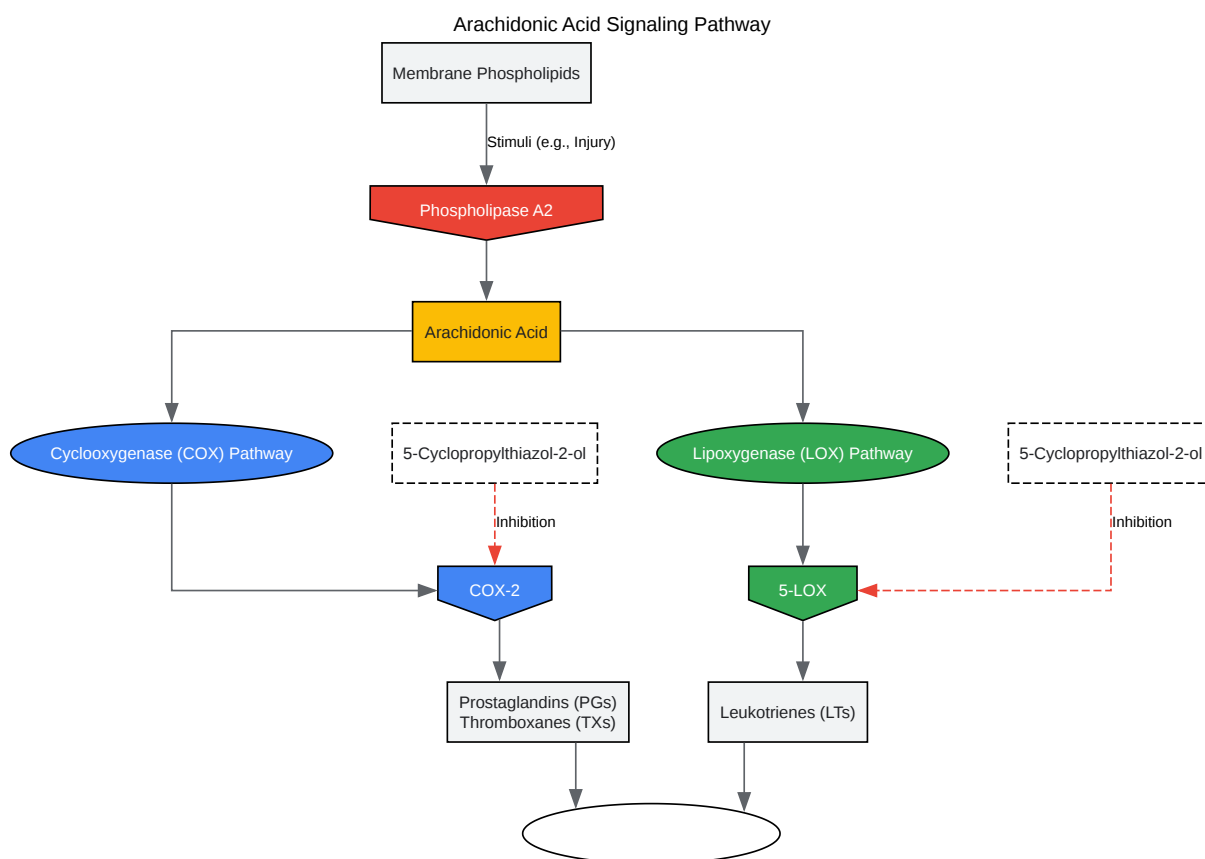 Arachidonic Acid Signaling Pathway
Membrane Phospholipids
Stimuli (e.g., Injury)
Phospholipase A2
Arachidonic Acid
Cyclooxygenase (COX) Pathway
5-Cyclopropylthiazol-2-ol
Lipoxygenase (LOX) Pathway
5-Cyclopropylthiazol-2-ol
Inhibition
Inhibition
COX-2
5-LOX
Prostaglandins (PGs)
Thromboxanes (TXs)
Leukotrienes (LTs)